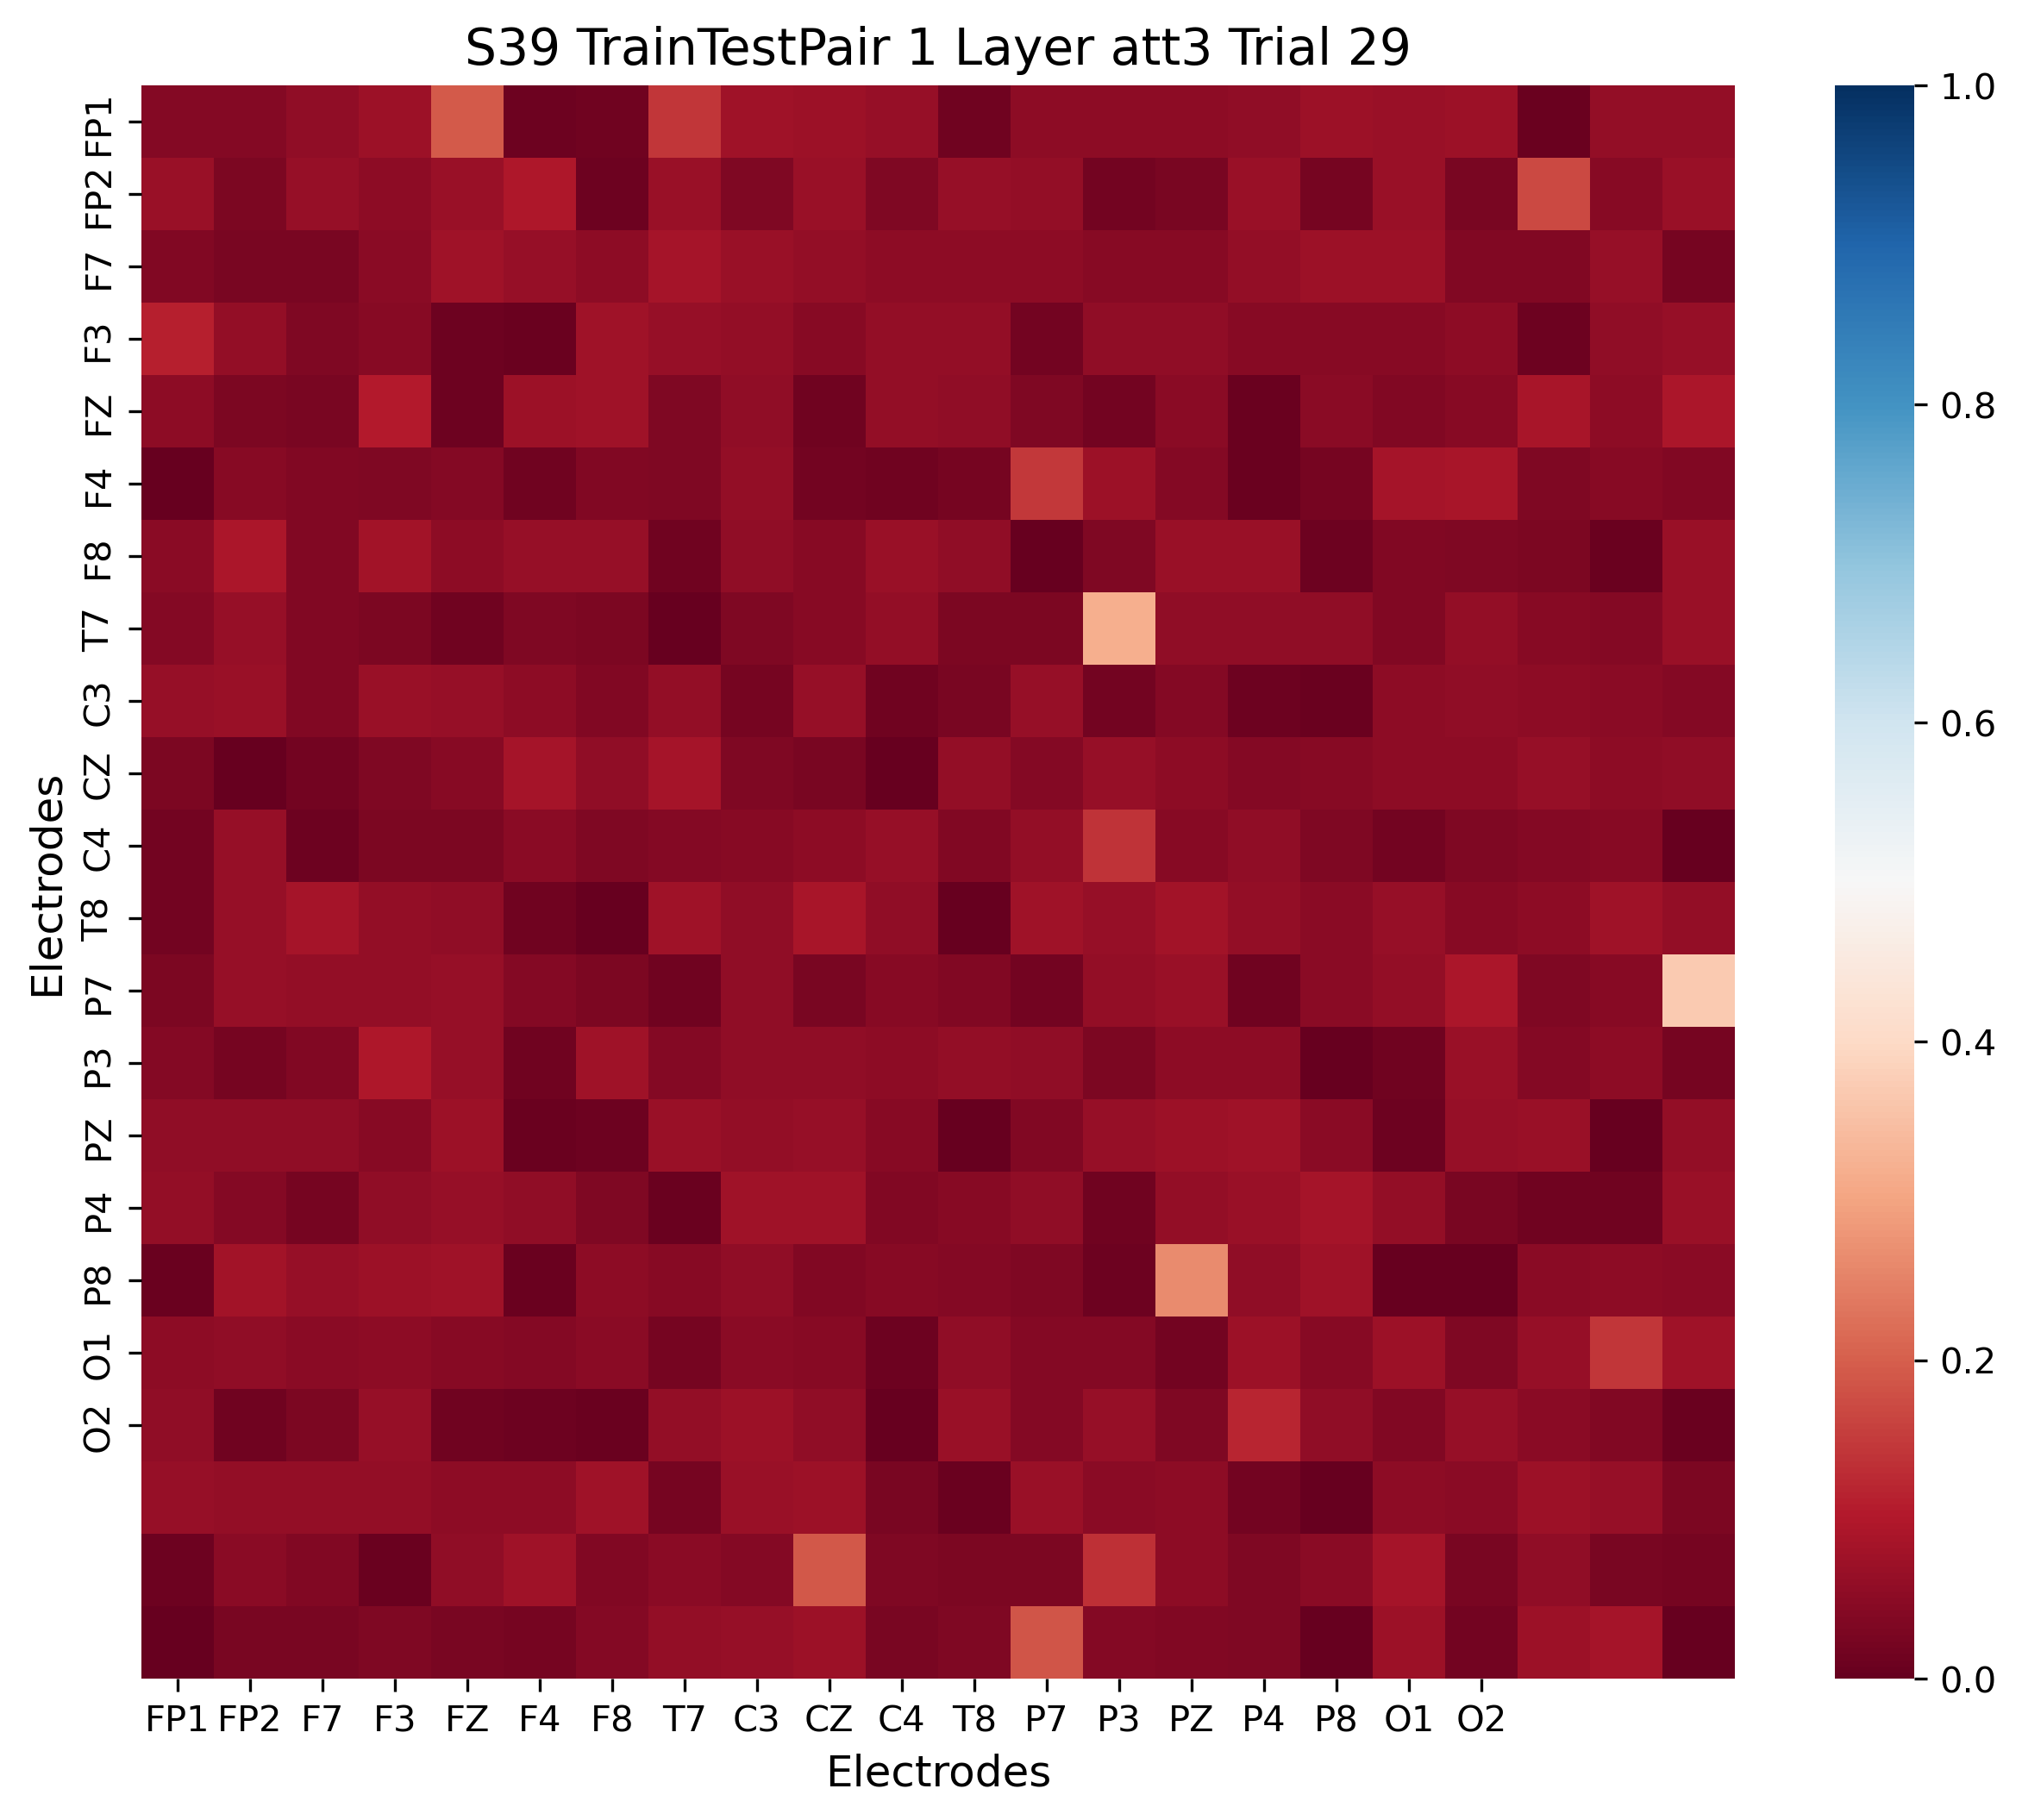 S39 TrainTestPair 1 Layer att3 Trial 29
Electrodes
FP1
FP2
F7
F3
FZ
F4
F8
T7
C3
CZ
C4
T8
P7
P3
PZ
P4
P8
O1
O2
1.0
0.8
0.6
0.4
0.2
0.0
FP1 FP2 F7 F3 FZ F4 F8 T7 C3 CZ C4 T8 P7 P3 PZ P4 P8 O1 O2
Electrodes